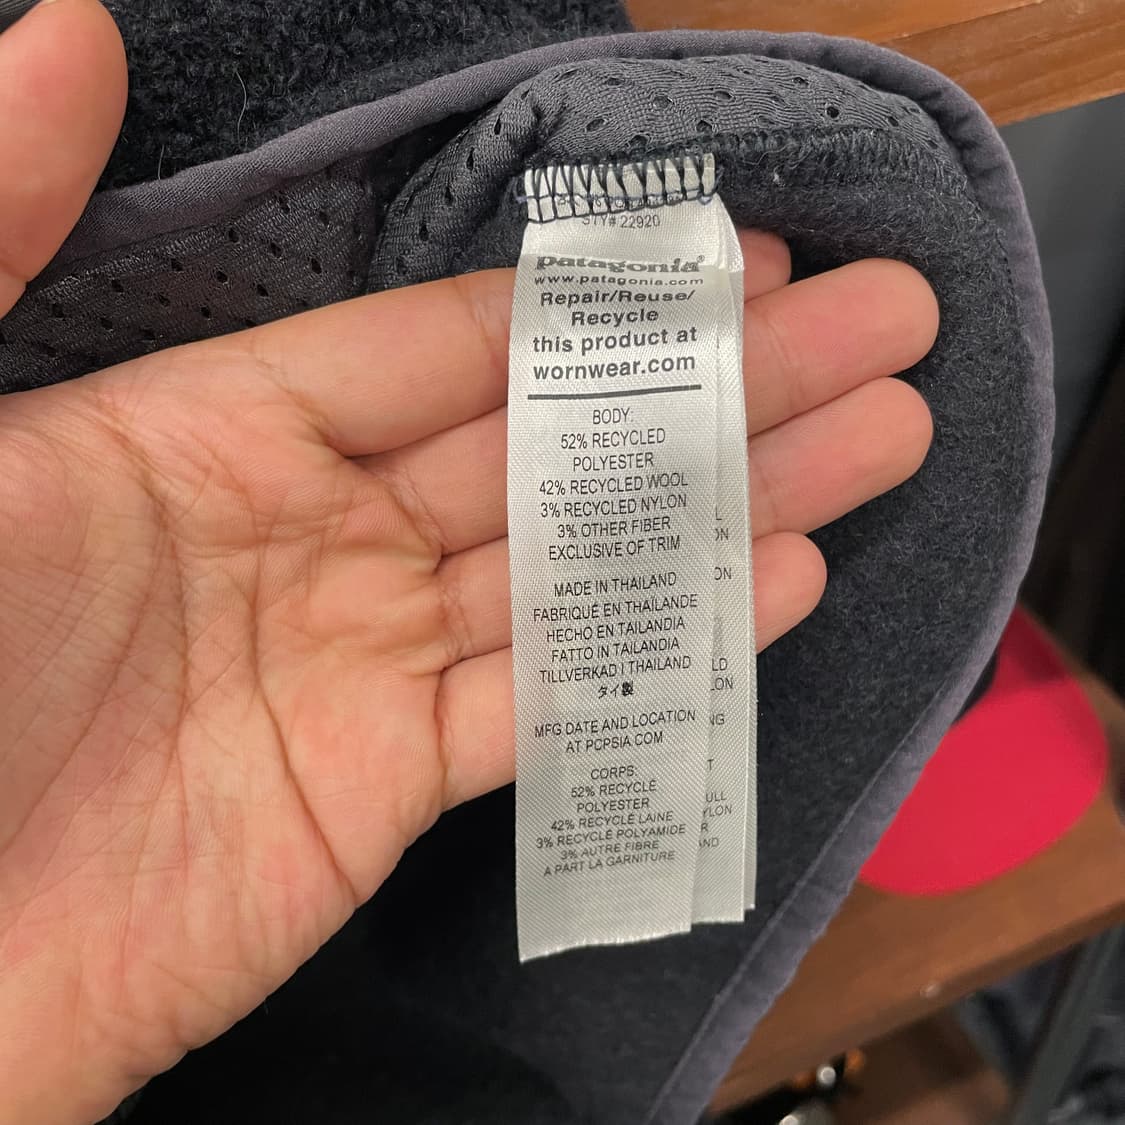 STY# 22920
patagonia®
www.patagonia.com
Repair/Reuse/
Recycle
this product at
wornwear.com
BODY:
52% RECYCLED
POLYESTER
42% RECYCLED WOOL
3% RECYCLED NYLON
3% OTHER FIBER
EXCLUSIVE OF TRIM
MADE IN THAILAND
FABRIQUÉ EN THAÏLANDE
HECHO EN TAILANDIA
FATTO IN TAILANDIA
TILLVERKAD I THAILAND
タイ製
MFG DATE AND LOCATION
AT PCPSIA.COM
CORPS:
52% RECYCLÉ
POLYESTER
42% RECYCLÉ LAINE
3% RECYCLÉ POLYAMIDE
3% AUTRE FIBRE
A PART LA GARNITURE